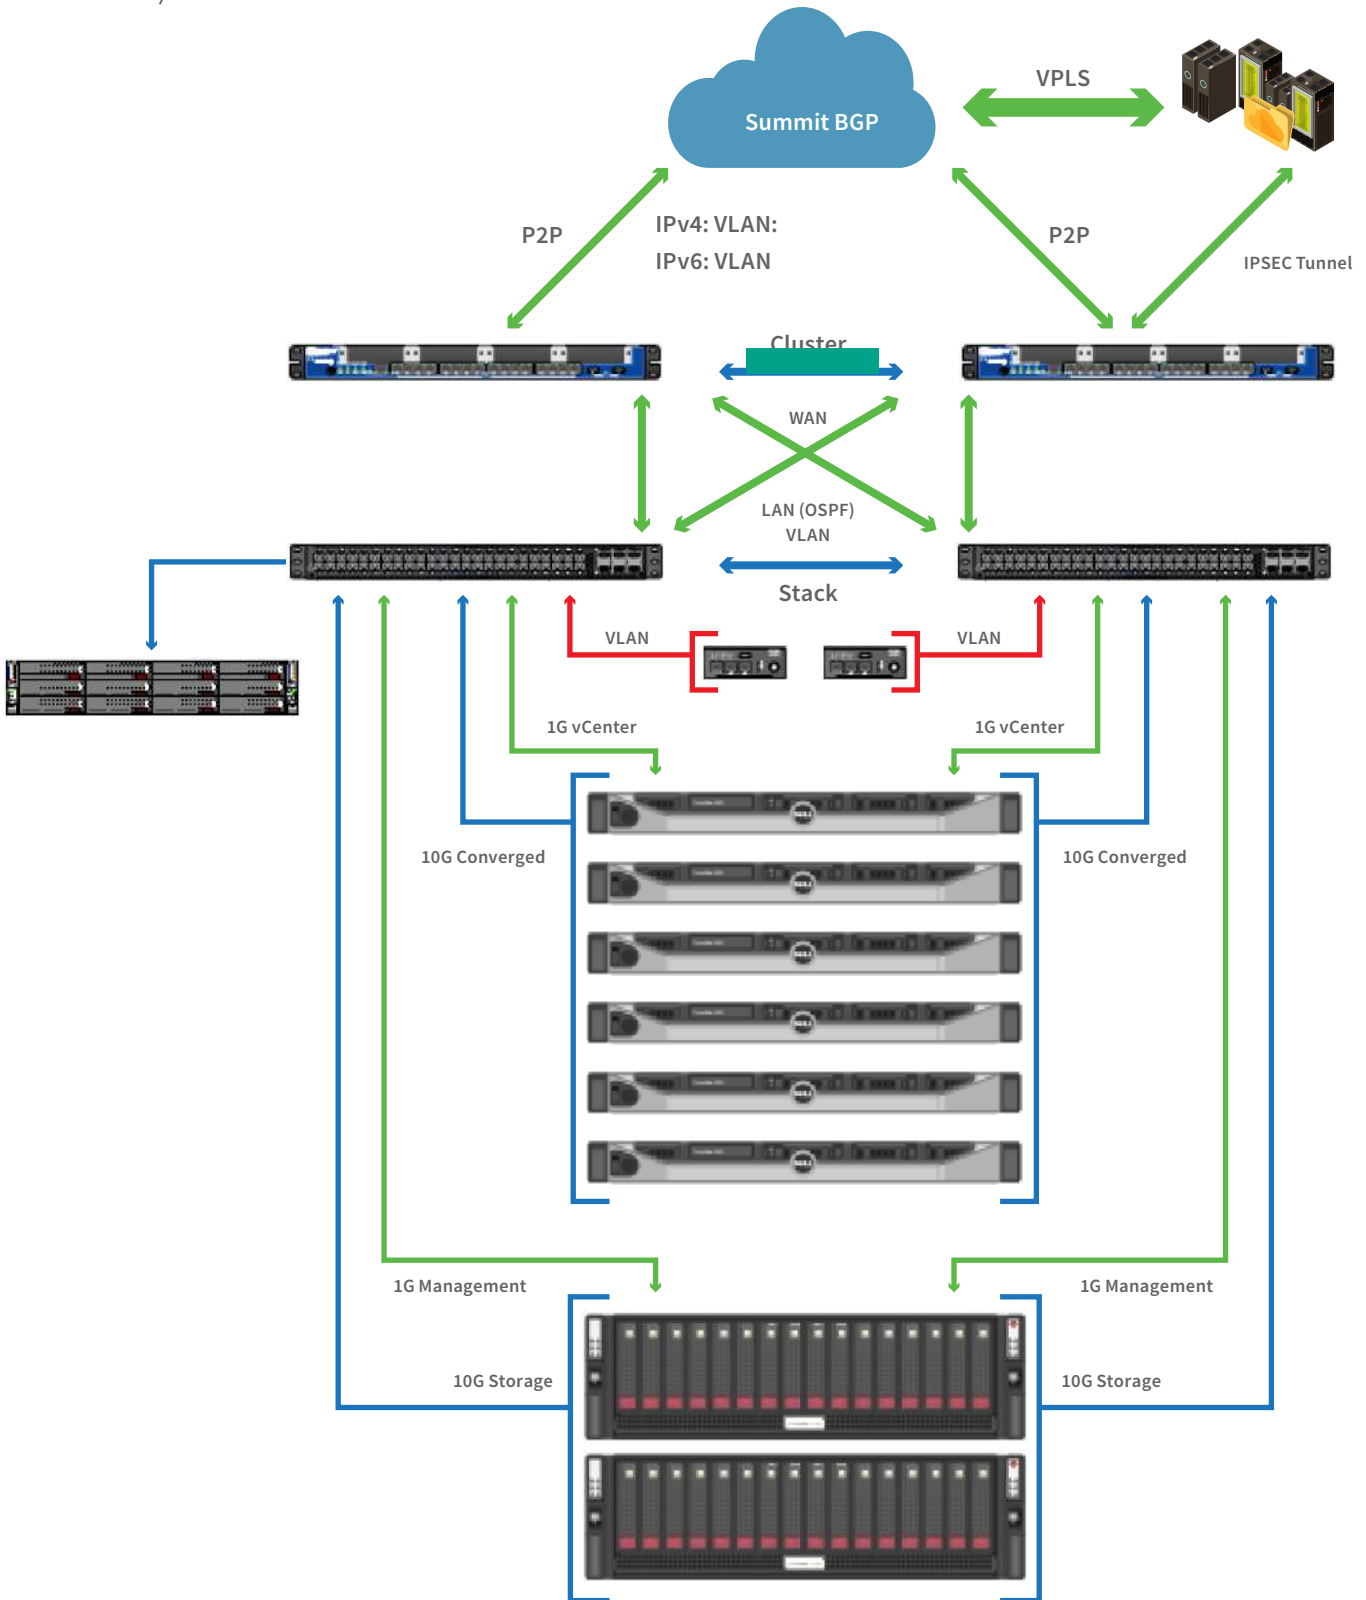 VPLS
Summit BGP
P2P
IPv4: VLAN:
IPv6: VLAN
P2P
IPSEC Tunnel
Cluster
WAN
LAN (OSPF)
VLAN
Stack
VLAN
VLAN
1G vCenter
1G vCenter
10G Converged
10G Converged
1G Management
1G Management
10G Storage
10G Storage